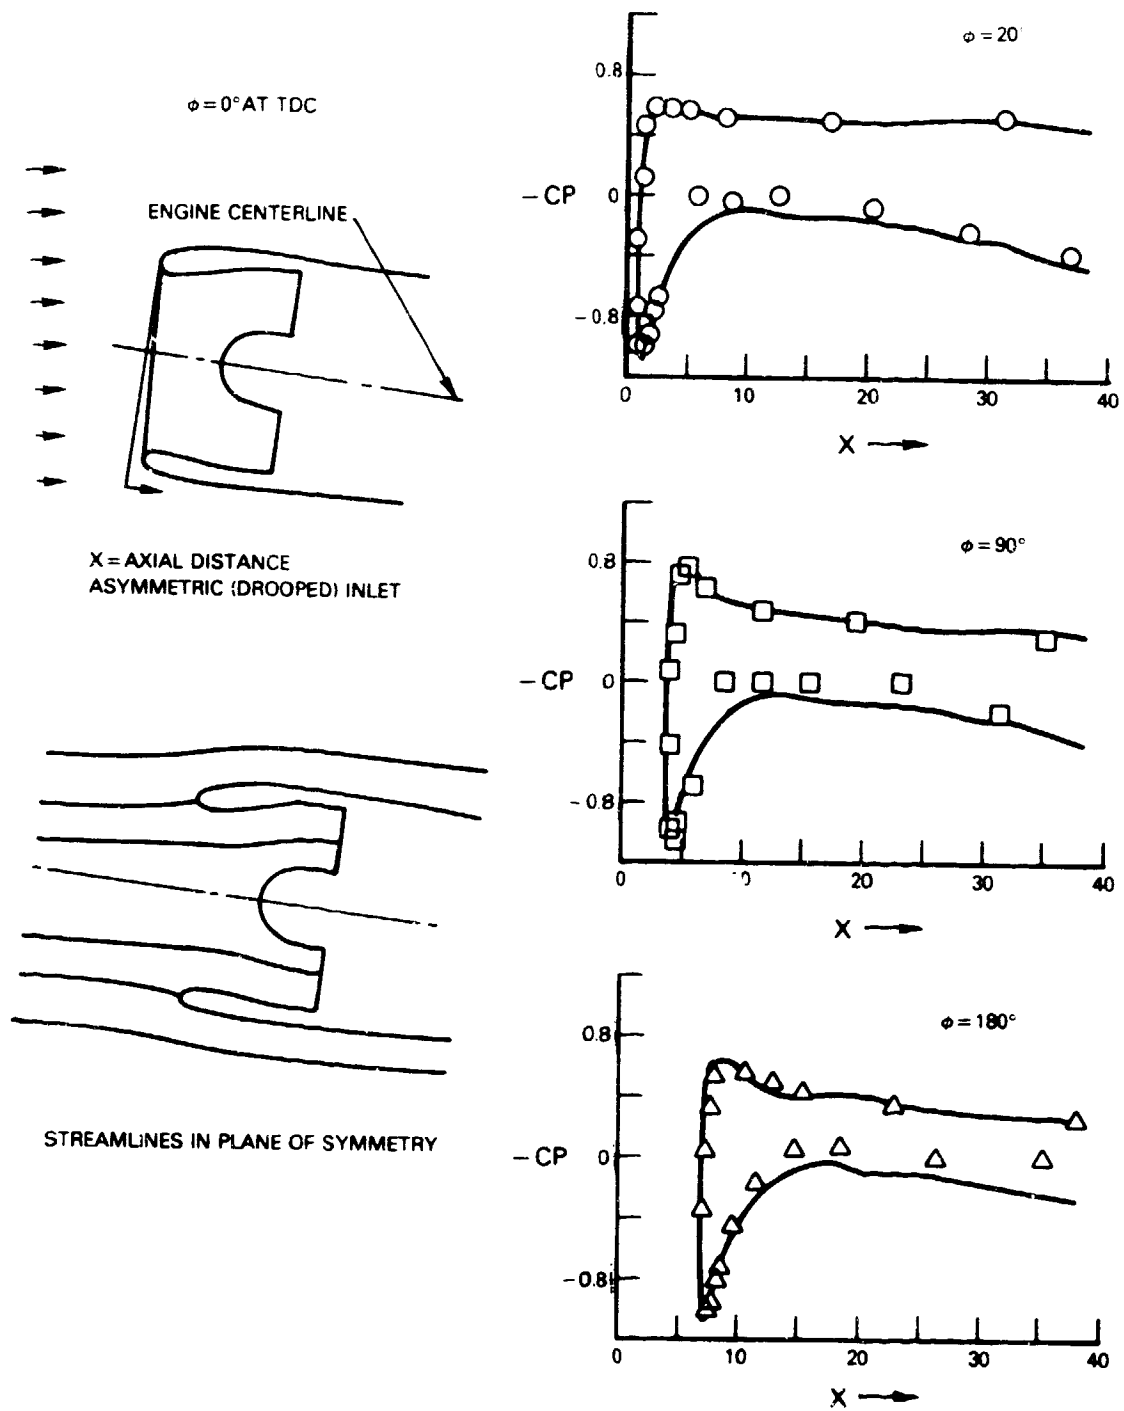 φ = 0° AT TDC
ENGINE CENTERLINE
X = AXIAL DISTANCE
ASYMMETRIC (DROOPED) INLET
STREAMLINES IN PLANE OF SYMMETRY
φ = 20
0.8
-CP 0
-0.8
0 10 20 30 40
X
φ = 90°
0.8
-CP 0
-0.8
0 20 30 40
X
φ = 180°
0.8
-CP 0
-0.8
0 10 20 30 40
X